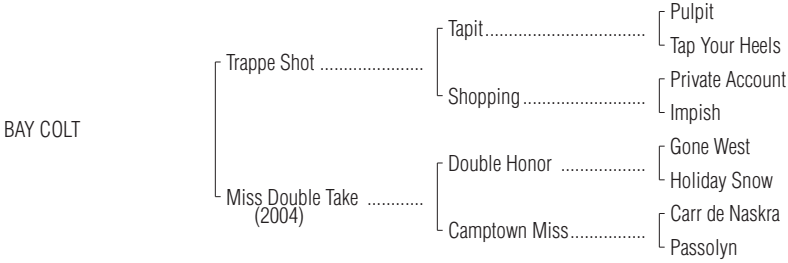 Pulpit
Tapit..................................
Tap Your Heels
Trappe Shot ......................
Private Account
Shopping..........................
Impish
BAY COLT
Gone West
Double Honor ..................
Holiday Snow
Miss Double Take ............
(2004)
Carr de Naskra
Camptown Miss................
Passolyn